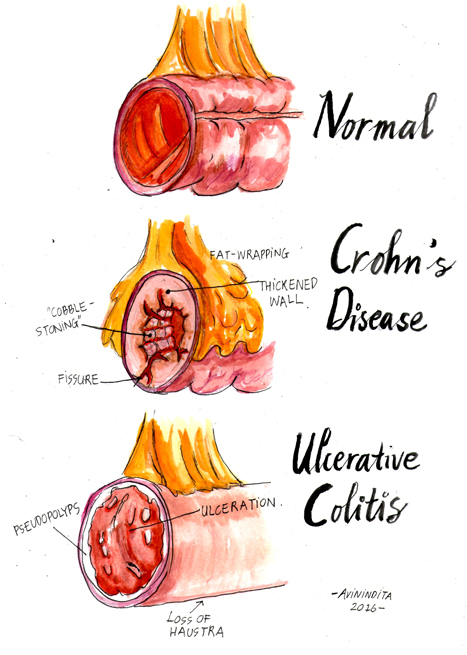 Normal
Crohn's
Disease
FAT-WRAPPING
THICKENED
WALL.
"COBBLE-
STONING"
FISSURE
Ulcerative
Colitis
PSEUDOPOLYPS
ULCERATION.
LOSS OF
HAUSTRA
-AVININDITA
2016-